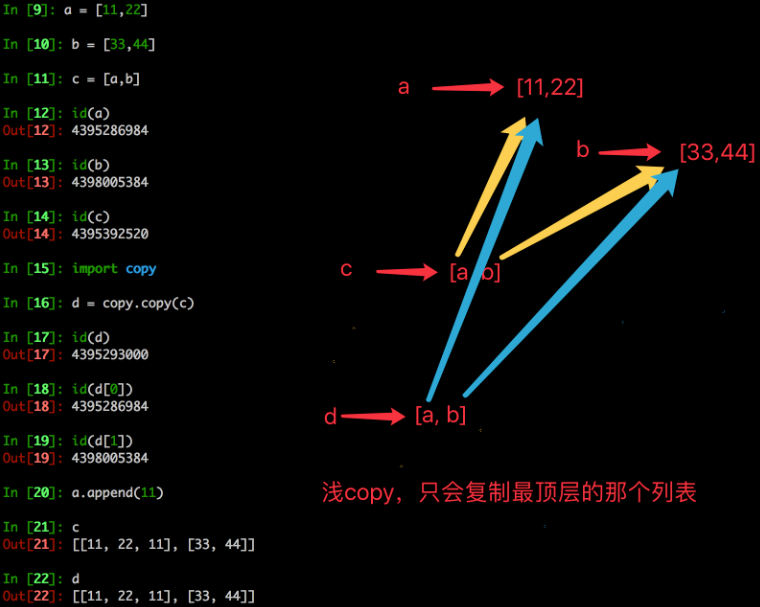 In [9]: a = [11,22]
In [10]: b = [33,44]
In [11]: c = [a,b]
In [12]: id(a)
Out[12]: 4395286984
In [13]: id(b)
Out[13]: 4398005384
In [14]: id(c)
Out[14]: 4395392520
In [15]: import copy
In [16]: d = copy.copy(c)
In [17]: id(d)
Out[17]: 4395293000
In [18]: id(d[0])
Out[18]: 4395286984
In [19]: id(d[1])
Out[19]: 4398005384
In [20]: a.append(11)
In [21]: c
Out[21]: [[11, 22, 11], [33, 44]]
In [22]: d
Out[22]: [[11, 22, 11], [33, 44]]
a [11,22]
b [33,44]
c [a, b]
d [a, b]
浅copy，只会复制最顶层的那个列表